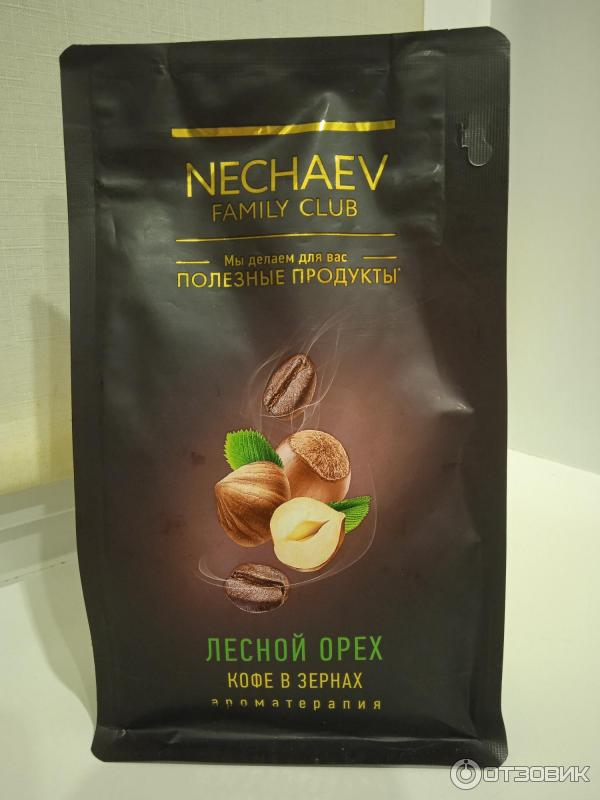 NECHAEV
FAMILY CLUB
Мы делаем для вас
ПОЛЕЗНЫЕ ПРОДУКТЫ*
ЛЕСНОЙ ОРЕХ
КОФЕ В ЗЕРНАХ
ароматерапия
ОТЗОВИК